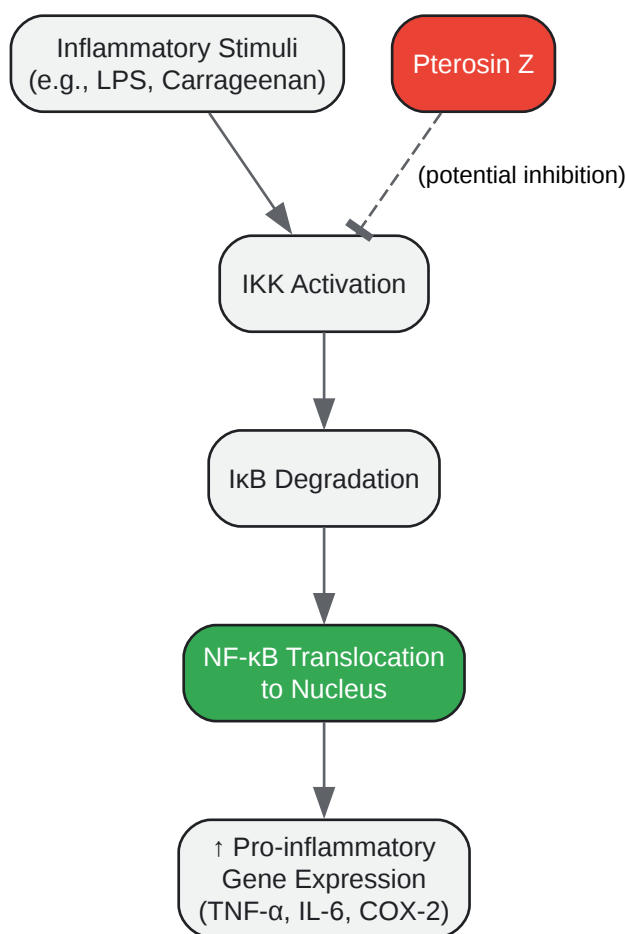 Inflammatory Stimuli
(e.g., LPS, Carrageenan)
Pterosin Z
(potential inhibition)
IKK Activation
IκB Degradation
NF-κB Translocation
to Nucleus
↑ Pro-inflammatory
Gene Expression
(TNF-α, IL-6, COX-2)